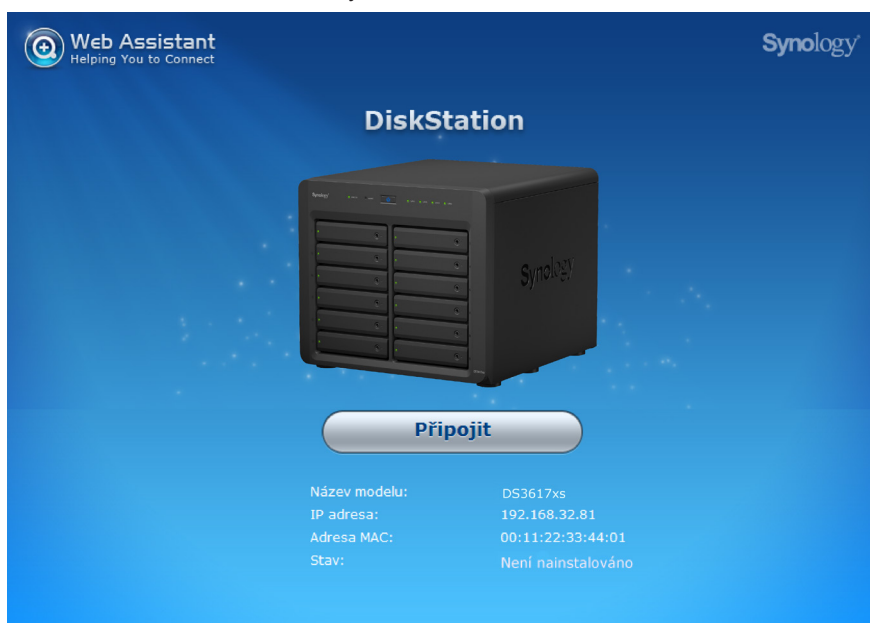 Web Assistant
Helping You to Connect
Synology
DiskStation
Synology
Synology
Připojit
Název modelu: DS3617xs
IP adresa: 192.168.32.81
Adresa MAC: 00:11:22:33:44:01
Stav: Není nainstalováno